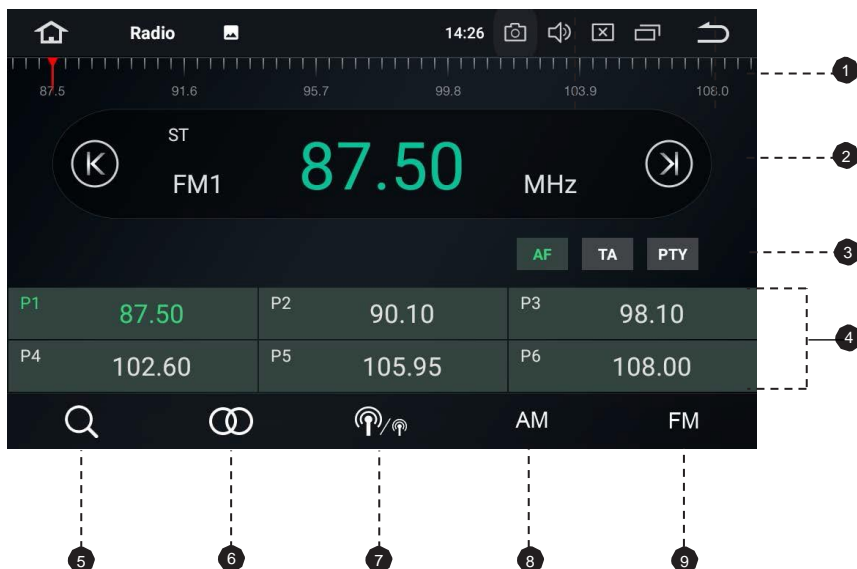 Radio 14:26
87.5 91.6 95.7 99.8 103.9 108.0
1
ST
FM1 87.50 MHz
2
AF TA PTY
3
P1 87.50 P2 90.10 P3 98.10
4
P4 102.60 P5 105.95 P6 108.00
AM FM
5 6 7 8 9